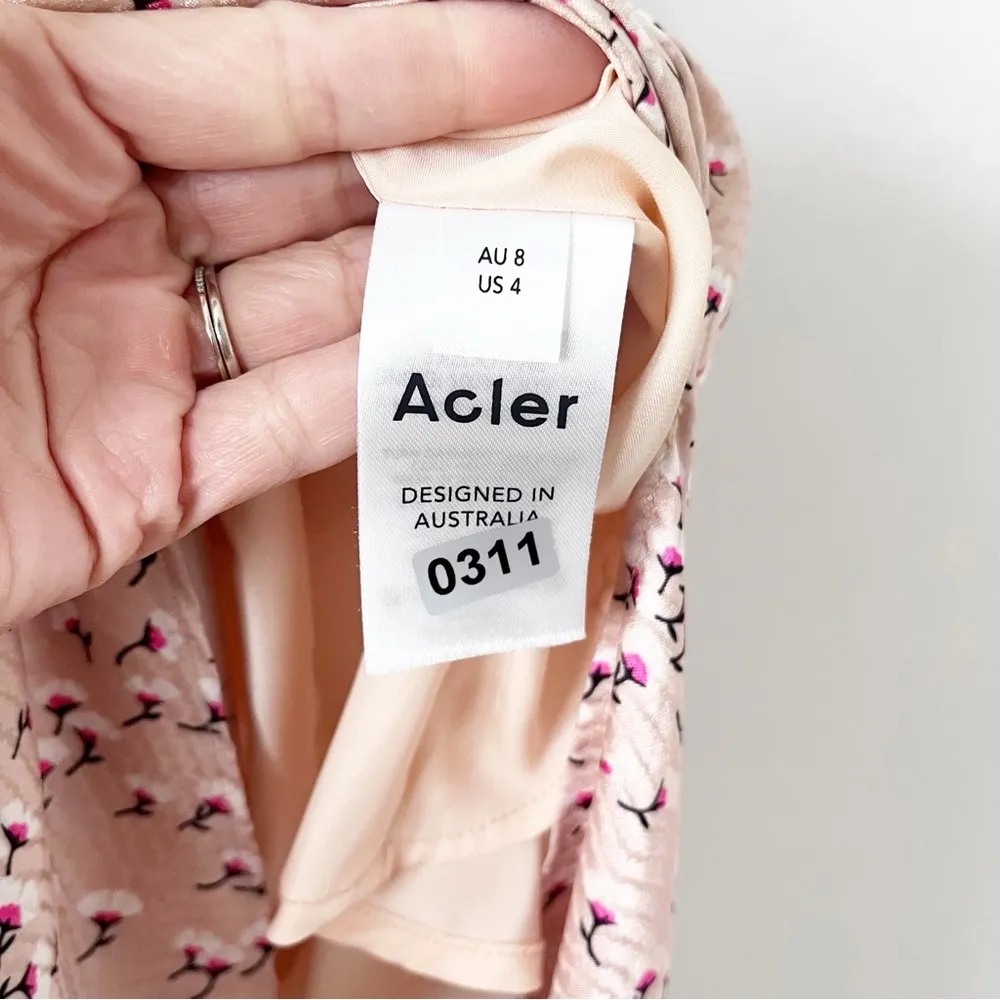 AU 8
US 4
Acler
DESIGNED IN
AUSTRALIA
0311